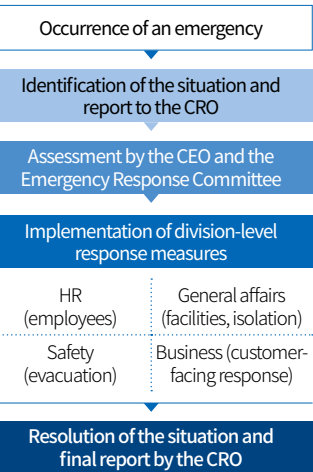 Occurrence of an emergency
Identification of the situation and
report to the CRO
Assessment by the CEO and the
Emergency Response Committee
Implementation of division-level
response measures
HR
(employees)
General affairs
(facilities, isolation)
Safety
(evacuation)
Business (customer-
facing response)
Resolution of the situation and
final report by the CRO